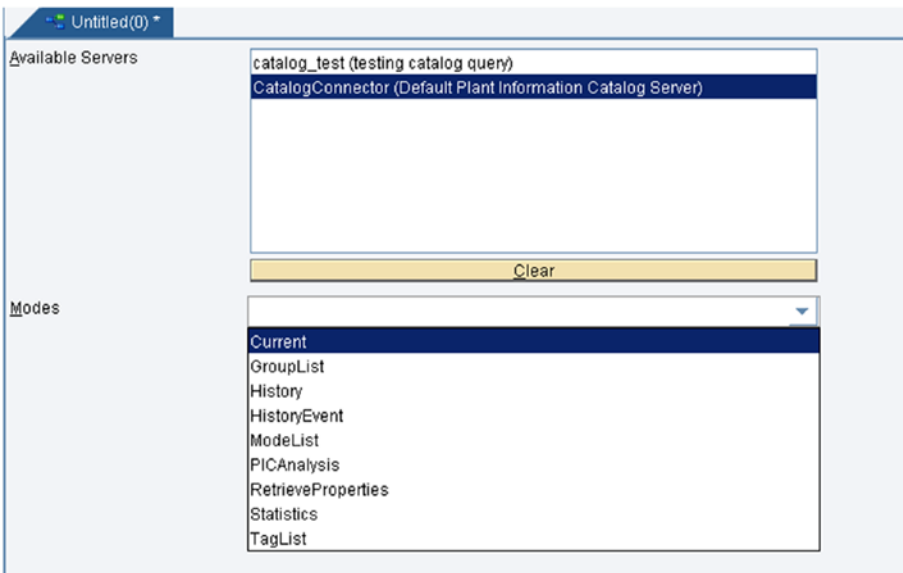 Untitled(0) *
Available Servers
catalog_test (testing catalog query)
CatalogConnector (Default Plant Information Catalog Server)
Clear
Modes
Current
GroupList
History
HistoryEvent
ModeList
PICAnalysis
RetrieveProperties
Statistics
TagList